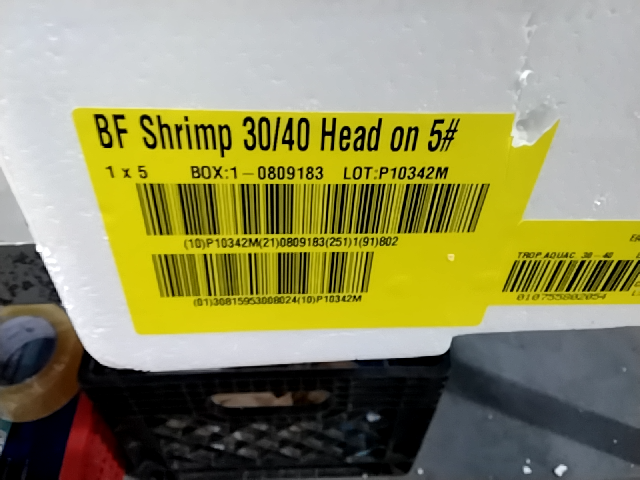 BF Shrimp 30/40 Head on 5#
1 x 5 BOX:1-0809183 LOT:P10342M
(10)P10342M(21)0809183(251)1(91)802
(01)30815953008024(10)P10342M
TROP.AQUAC. 30-40
0107558802054